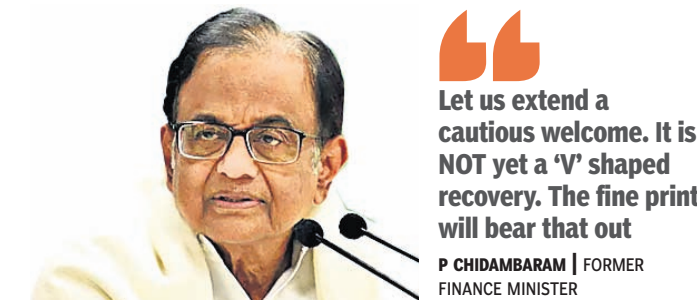 Let us extend a
cautious welcome. It is
NOT yet a ‘V’ shaped
recovery. The fine print
will bear that out
P CHIDAMBARAM | FORMER
FINANCE MINISTER